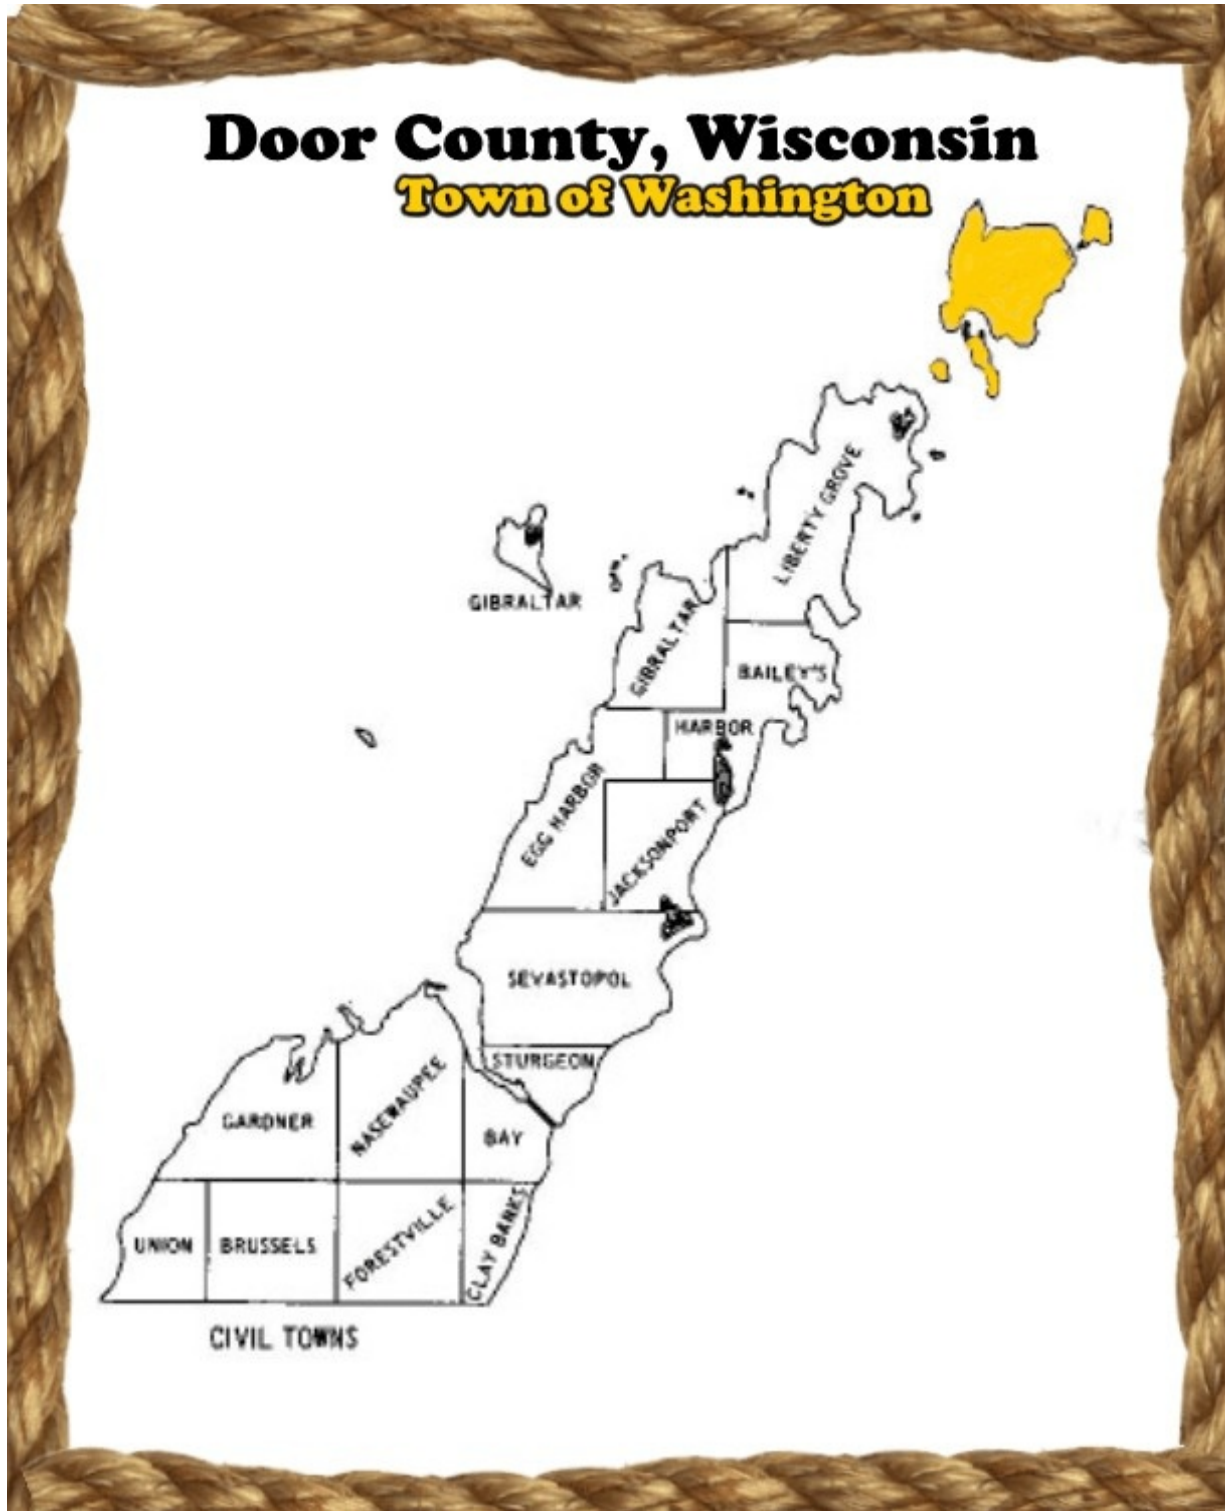 Door County, Wisconsin
Town of Washington
LIBERTY GROVE
GIBRALTAR
GIBRALTAR
BAILEY'S
HARBOR
EGG HARBOR
JACKSONPORT
SEVASTOPOL
STURGEON
BAY
NASEWAUPEE
GARDNER
UNION
BRUSSELS
FORESTVILLE
CLAY BANKS
CIVIL TOWNS